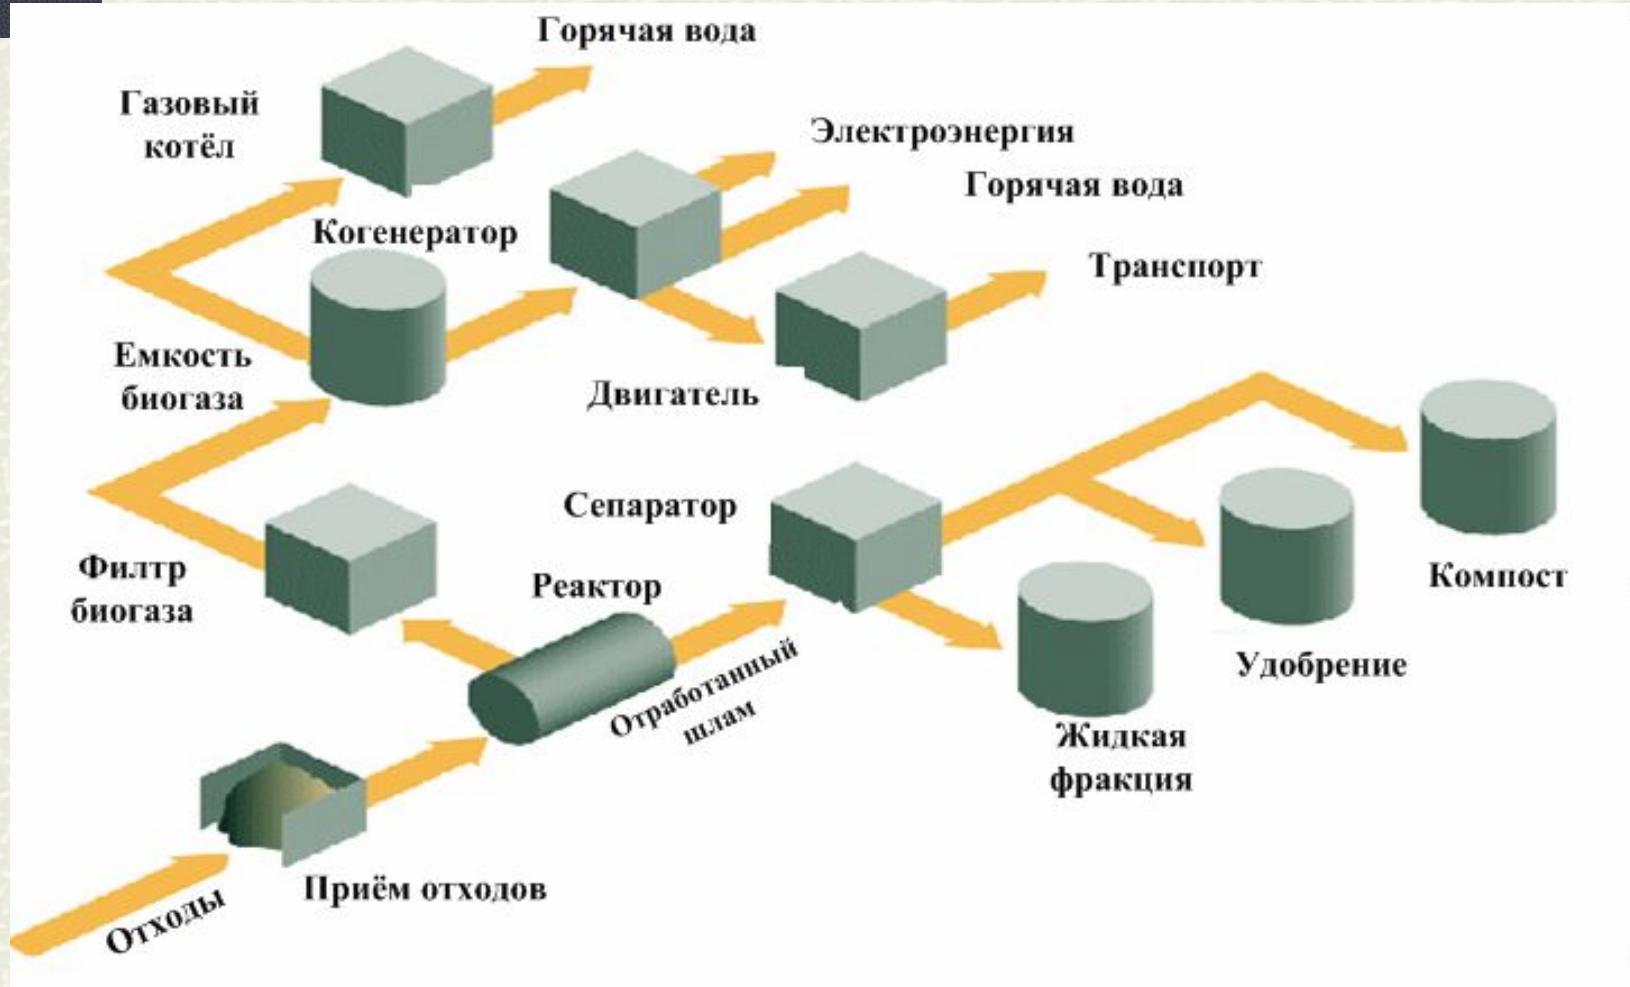 Горячая вода
Газовый
котёл
Электроэнергия
Горячая вода
Когенератор
Транспорт
Емкость
биогаза
Двигатель
Сепаратор
Компост
Филтр
биогаза
Реактор
Удобрение
Отработанный
шлам
Жидкая
фракция
Приём отходов
Отходы